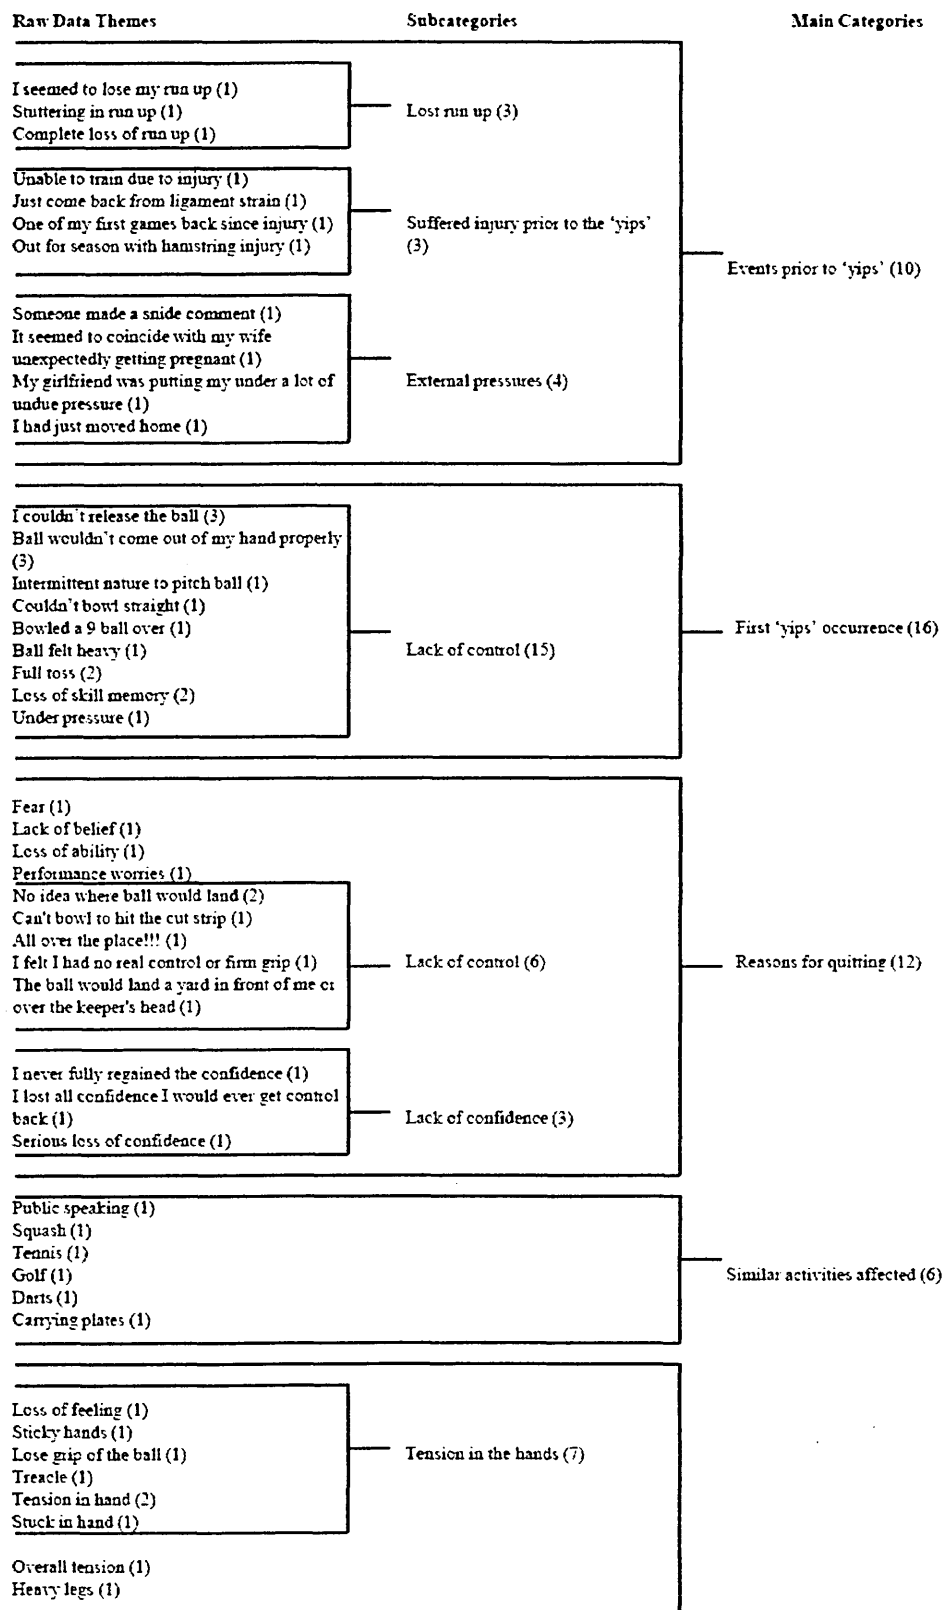 Raw Data Themes Subcategories Main Categories
I seemed to lose my run up (1)
Stuttering in run up (1)
Complete loss of run up (1)
Lost run up (3)
Unable to train due to injury (1)
Just come back from ligament strain (1)
One of my first games back since injury (1)
Out for season with hamstring injury (1)
Suffered injury prior to the ‘yips’
(3)
Events prior to ‘yips’ (10)
Someone made a snide comment (1)
It seemed to coincide with my wife
unexpectedly getting pregnant (1)
My girlfriend was putting my under a lot of
undue pressure (1)
I had just moved home (1)
External pressures (4)
I couldn't release the ball (3)
Ball wouldn't come out of my hand properly
(3)
Intermittent nature to pitch ball (1)
Couldn't bowl straight (1)
Bowled a 9 ball over (1)
Ball felt heavy (1)
Full toss (2)
Loss of skill memory (2)
Under pressure (1)
Lack of control (15)
First ‘yips’ occurrence (16)
Fear (1)
Lack of belief (1)
Loss of ability (1)
Performance worries (1)
No idea where ball would land (2)
Can't bowl to hit the cut strip (1)
All over the place!!! (1)
I felt I had no real control or firm grip (1)
The ball would land a yard in front of me or
over the keeper's head (1)
Lack of control (6)
Reasons for quitting (12)
I never fully regained the confidence (1)
I lost all confidence I would ever get control
back (1)
Serious loss of confidence (1)
Lack of confidence (3)
Public speaking (1)
Squash (1)
Tennis (1)
Golf (1)
Darts (1)
Carrying plates (1)
Similar activities affected (6)
Loss of feeling (1)
Sticky hands (1)
Lose grip of the ball (1)
Treacle (1)
Tension in hand (2)
Stuck in hand (1)
Tension in the hands (7)
Overall tension (1)
Heavy legs (1)